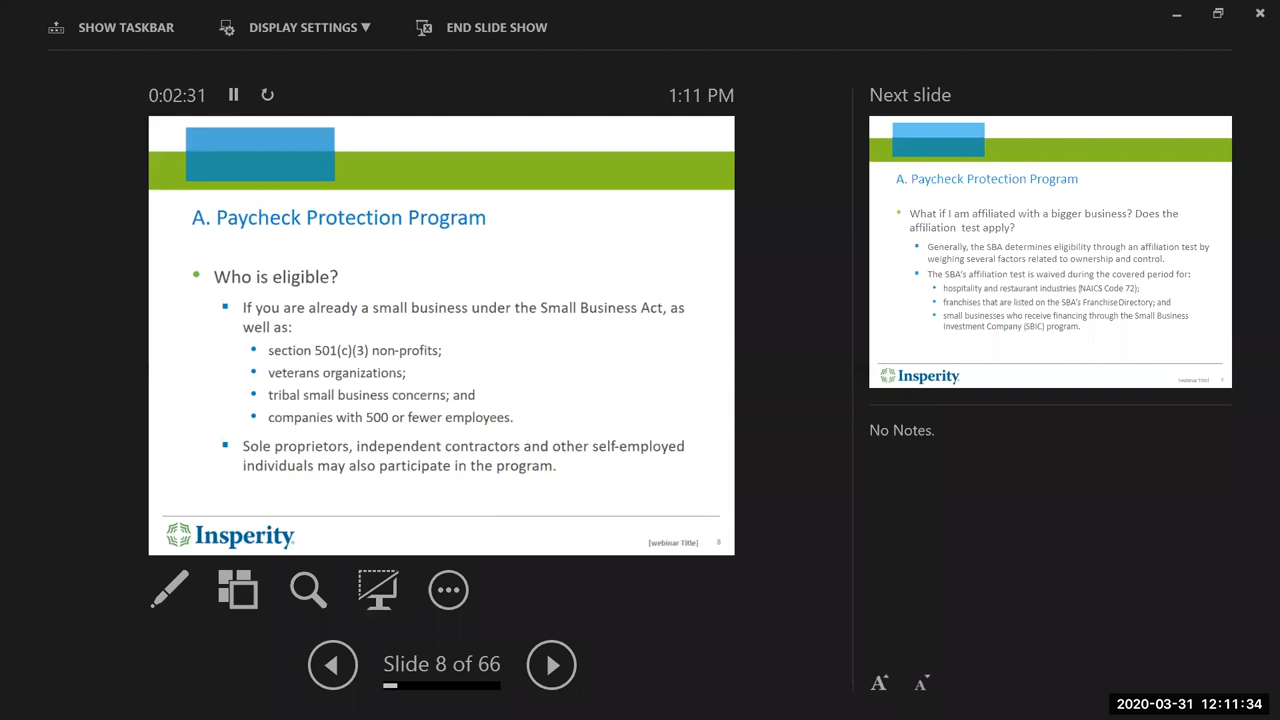 SHOW TASKBAR
DISPLAY SETTINGS
END SLIDE SHOW
0:02:31
1:11 PM
A. Paycheck Protection Program
Who is eligible?
If you are already a small business under the Small Business Act, as
well as:
section 501(c)(3) non-profits;
veterans organizations;
tribal small business concerns; and
companies with 500 or fewer employees.
Sole proprietors, independent contractors and other self-employed
individuals may also participate in the program.
Insperity
[webinar Title]
8
Slide 8 of 66
Next slide
A. Paycheck Protection Program
What if I am affiliated with a bigger business? Does the
affiliation test apply?
Generally, the SBA determines eligibility through an affiliation test by
weighing several factors related to ownership and control.
The SBA's affiliation test is waived during the covered period for:
hospitality and restaurant industries (NAICS Code 72);
franchises that are listed on the SBA's Franchise Directory; and
small businesses who receive financing through the Small Business
Investment Company (SBIC) program.
Insperity
[webinar Title]
No Notes.
A A
2020-03-31 12:11:34